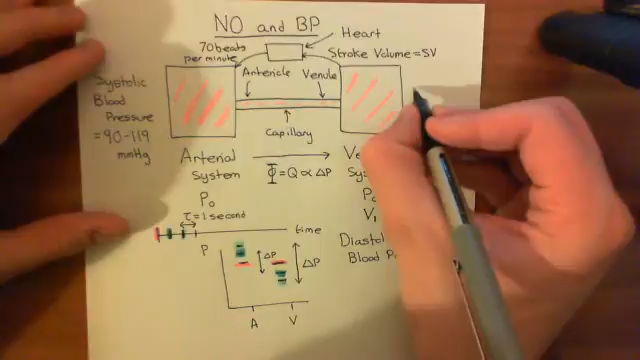 NO and BP
Heart
70 beats
per minute
Stroke Volume = SV
Arteriole
Venule
Systolic
Blood
Pressure
= 90-119
mmHg
Capillary
Arterial
System
Φ = Q ∝ ΔP
P₀
τ = 1 second
time
P
ΔP
ΔP
Diastol
Blood
A
V